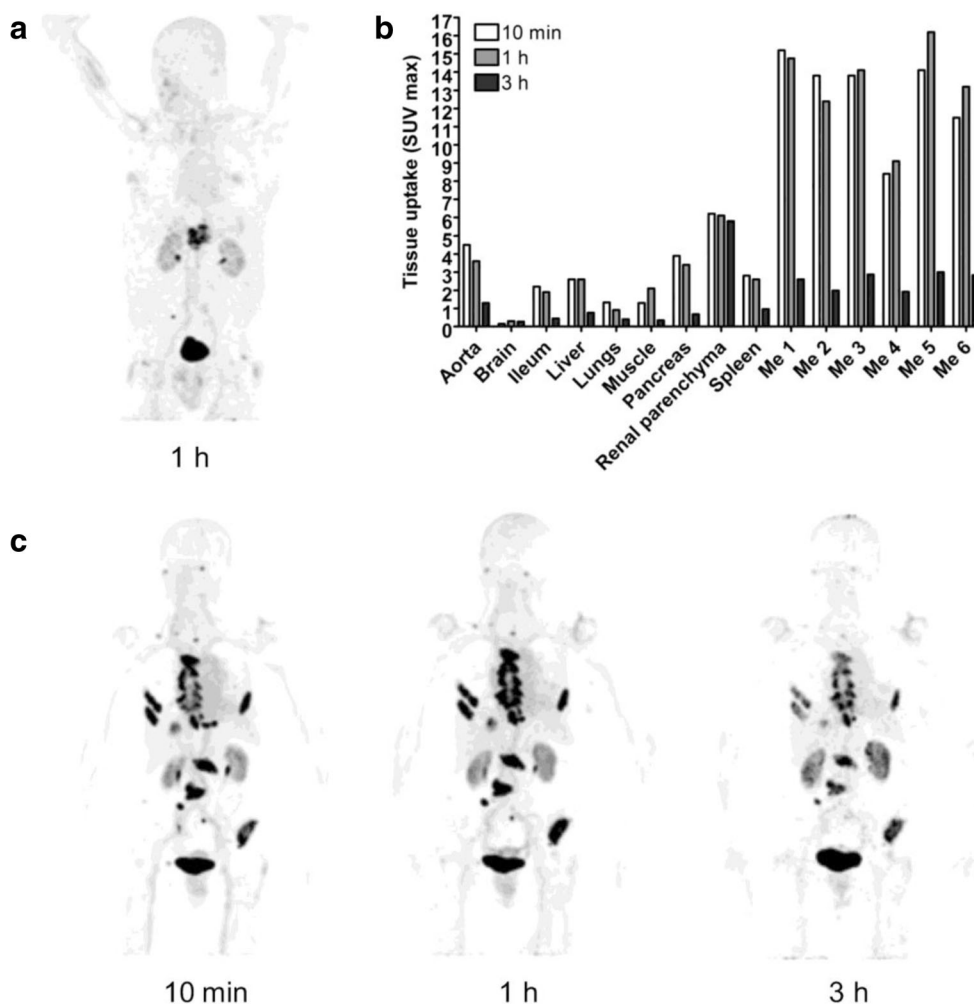 a
1 h
b
10 min
1 h
3 h
Tissue uptake (SUV max)
17
16
15
14
13
12
11
10
9
8
7
6
5
4
3
2
1
0
Aorta
Brain
Ileum
Liver
Lungs
Muscle
Pancreas
Renal parenchyma
Spleen
Me 1
Me 2
Me 3
Me 4
Me 5
Me 6
c
10 min
1 h
3 h